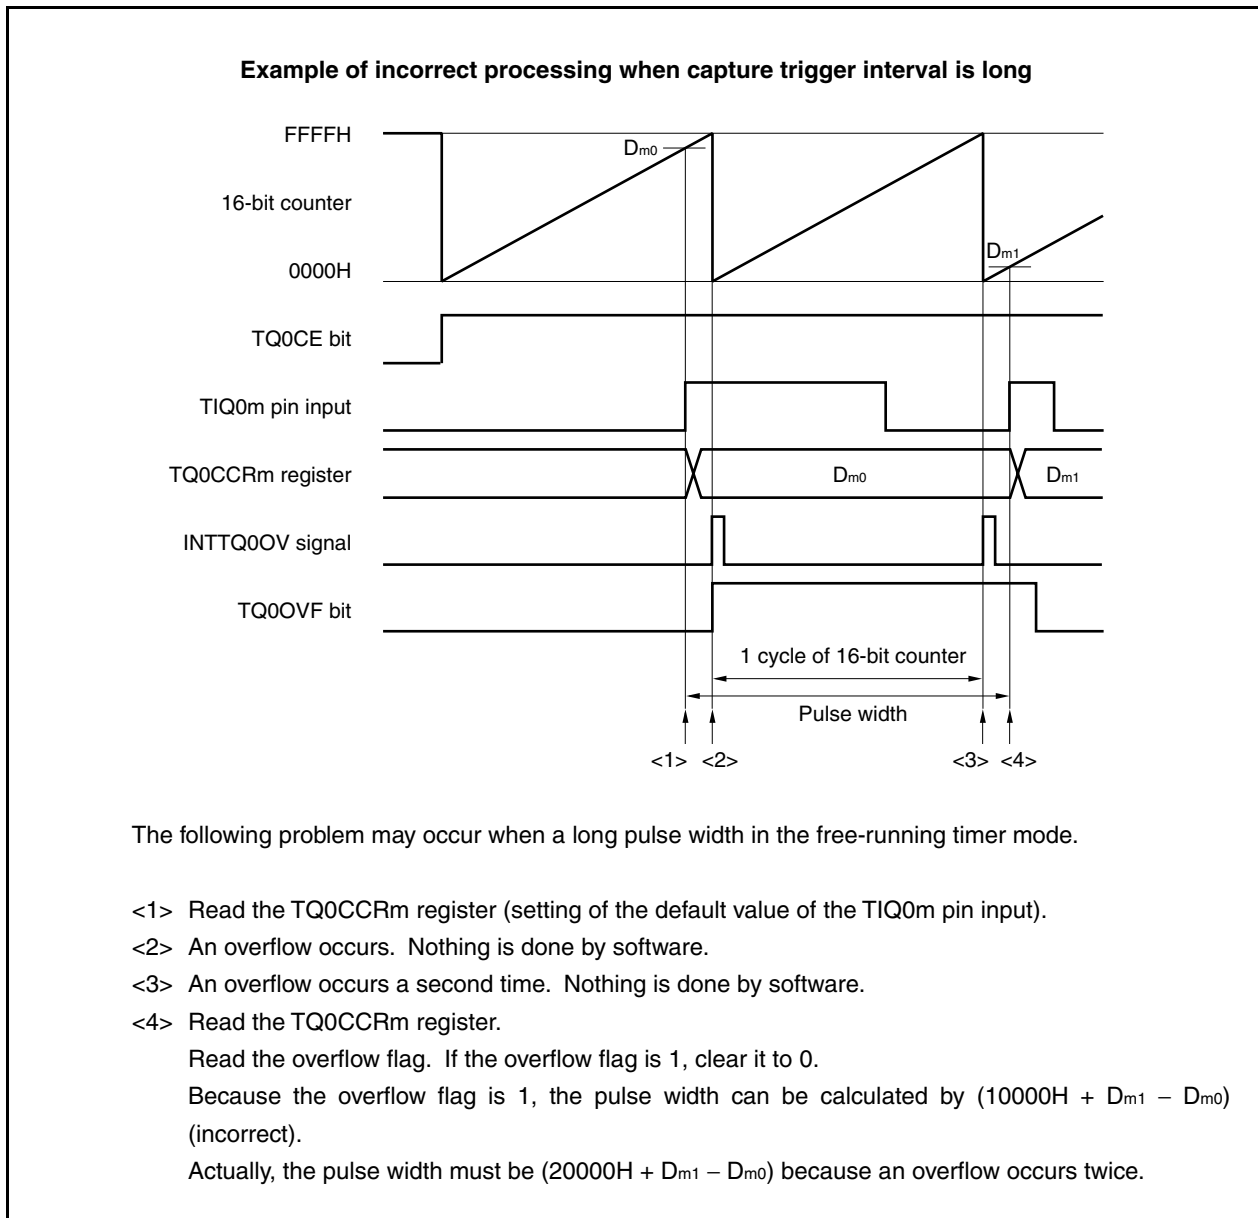 Example of incorrect processing when capture trigger interval is long
FFFFH
Dm0
16-bit counter
Dm1
0000H
TQ0CE bit
TIQ0m pin input
TQ0CCRm register
Dm0
Dm1
INTTQ0OV signal
TQ0OVF bit
1 cycle of 16-bit counter
Pulse width
<1> <2> <3> <4>
The following problem may occur when a long pulse width in the free-running timer mode.
<1> Read the TQ0CCRm register (setting of the default value of the TIQ0m pin input).
<2> An overflow occurs. Nothing is done by software.
<3> An overflow occurs a second time. Nothing is done by software.
<4> Read the TQ0CCRm register.
Read the overflow flag. If the overflow flag is 1, clear it to 0.
Because the overflow flag is 1, the pulse width can be calculated by (10000H + Dm1 − Dm0)
(incorrect).
Actually, the pulse width must be (20000H + Dm1 − Dm0) because an overflow occurs twice.